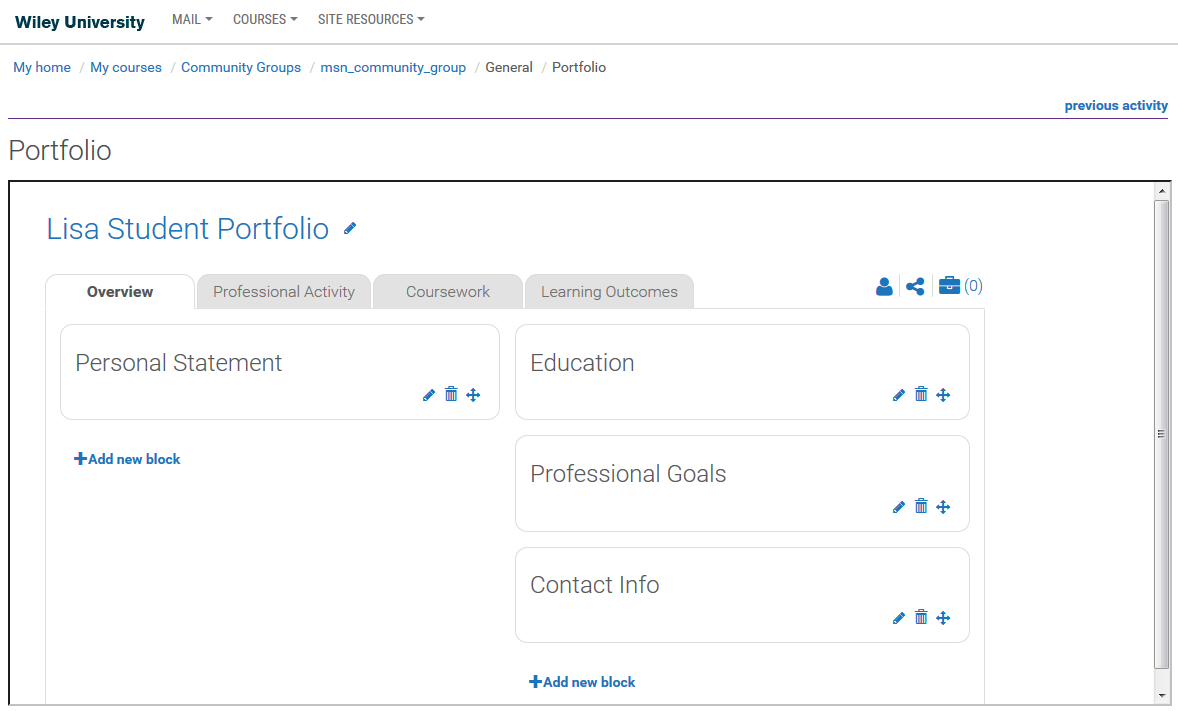 Wiley University MAIL COURSES SITE RESOURCES
My home / My courses / Community Groups / msn_community_group / General / Portfolio
previous activity
Portfolio
Lisa Student Portfolio
Overview Professional Activity Coursework Learning Outcomes (0)
Personal Statement
Add new block
Education
Professional Goals
Contact Info
Add new block